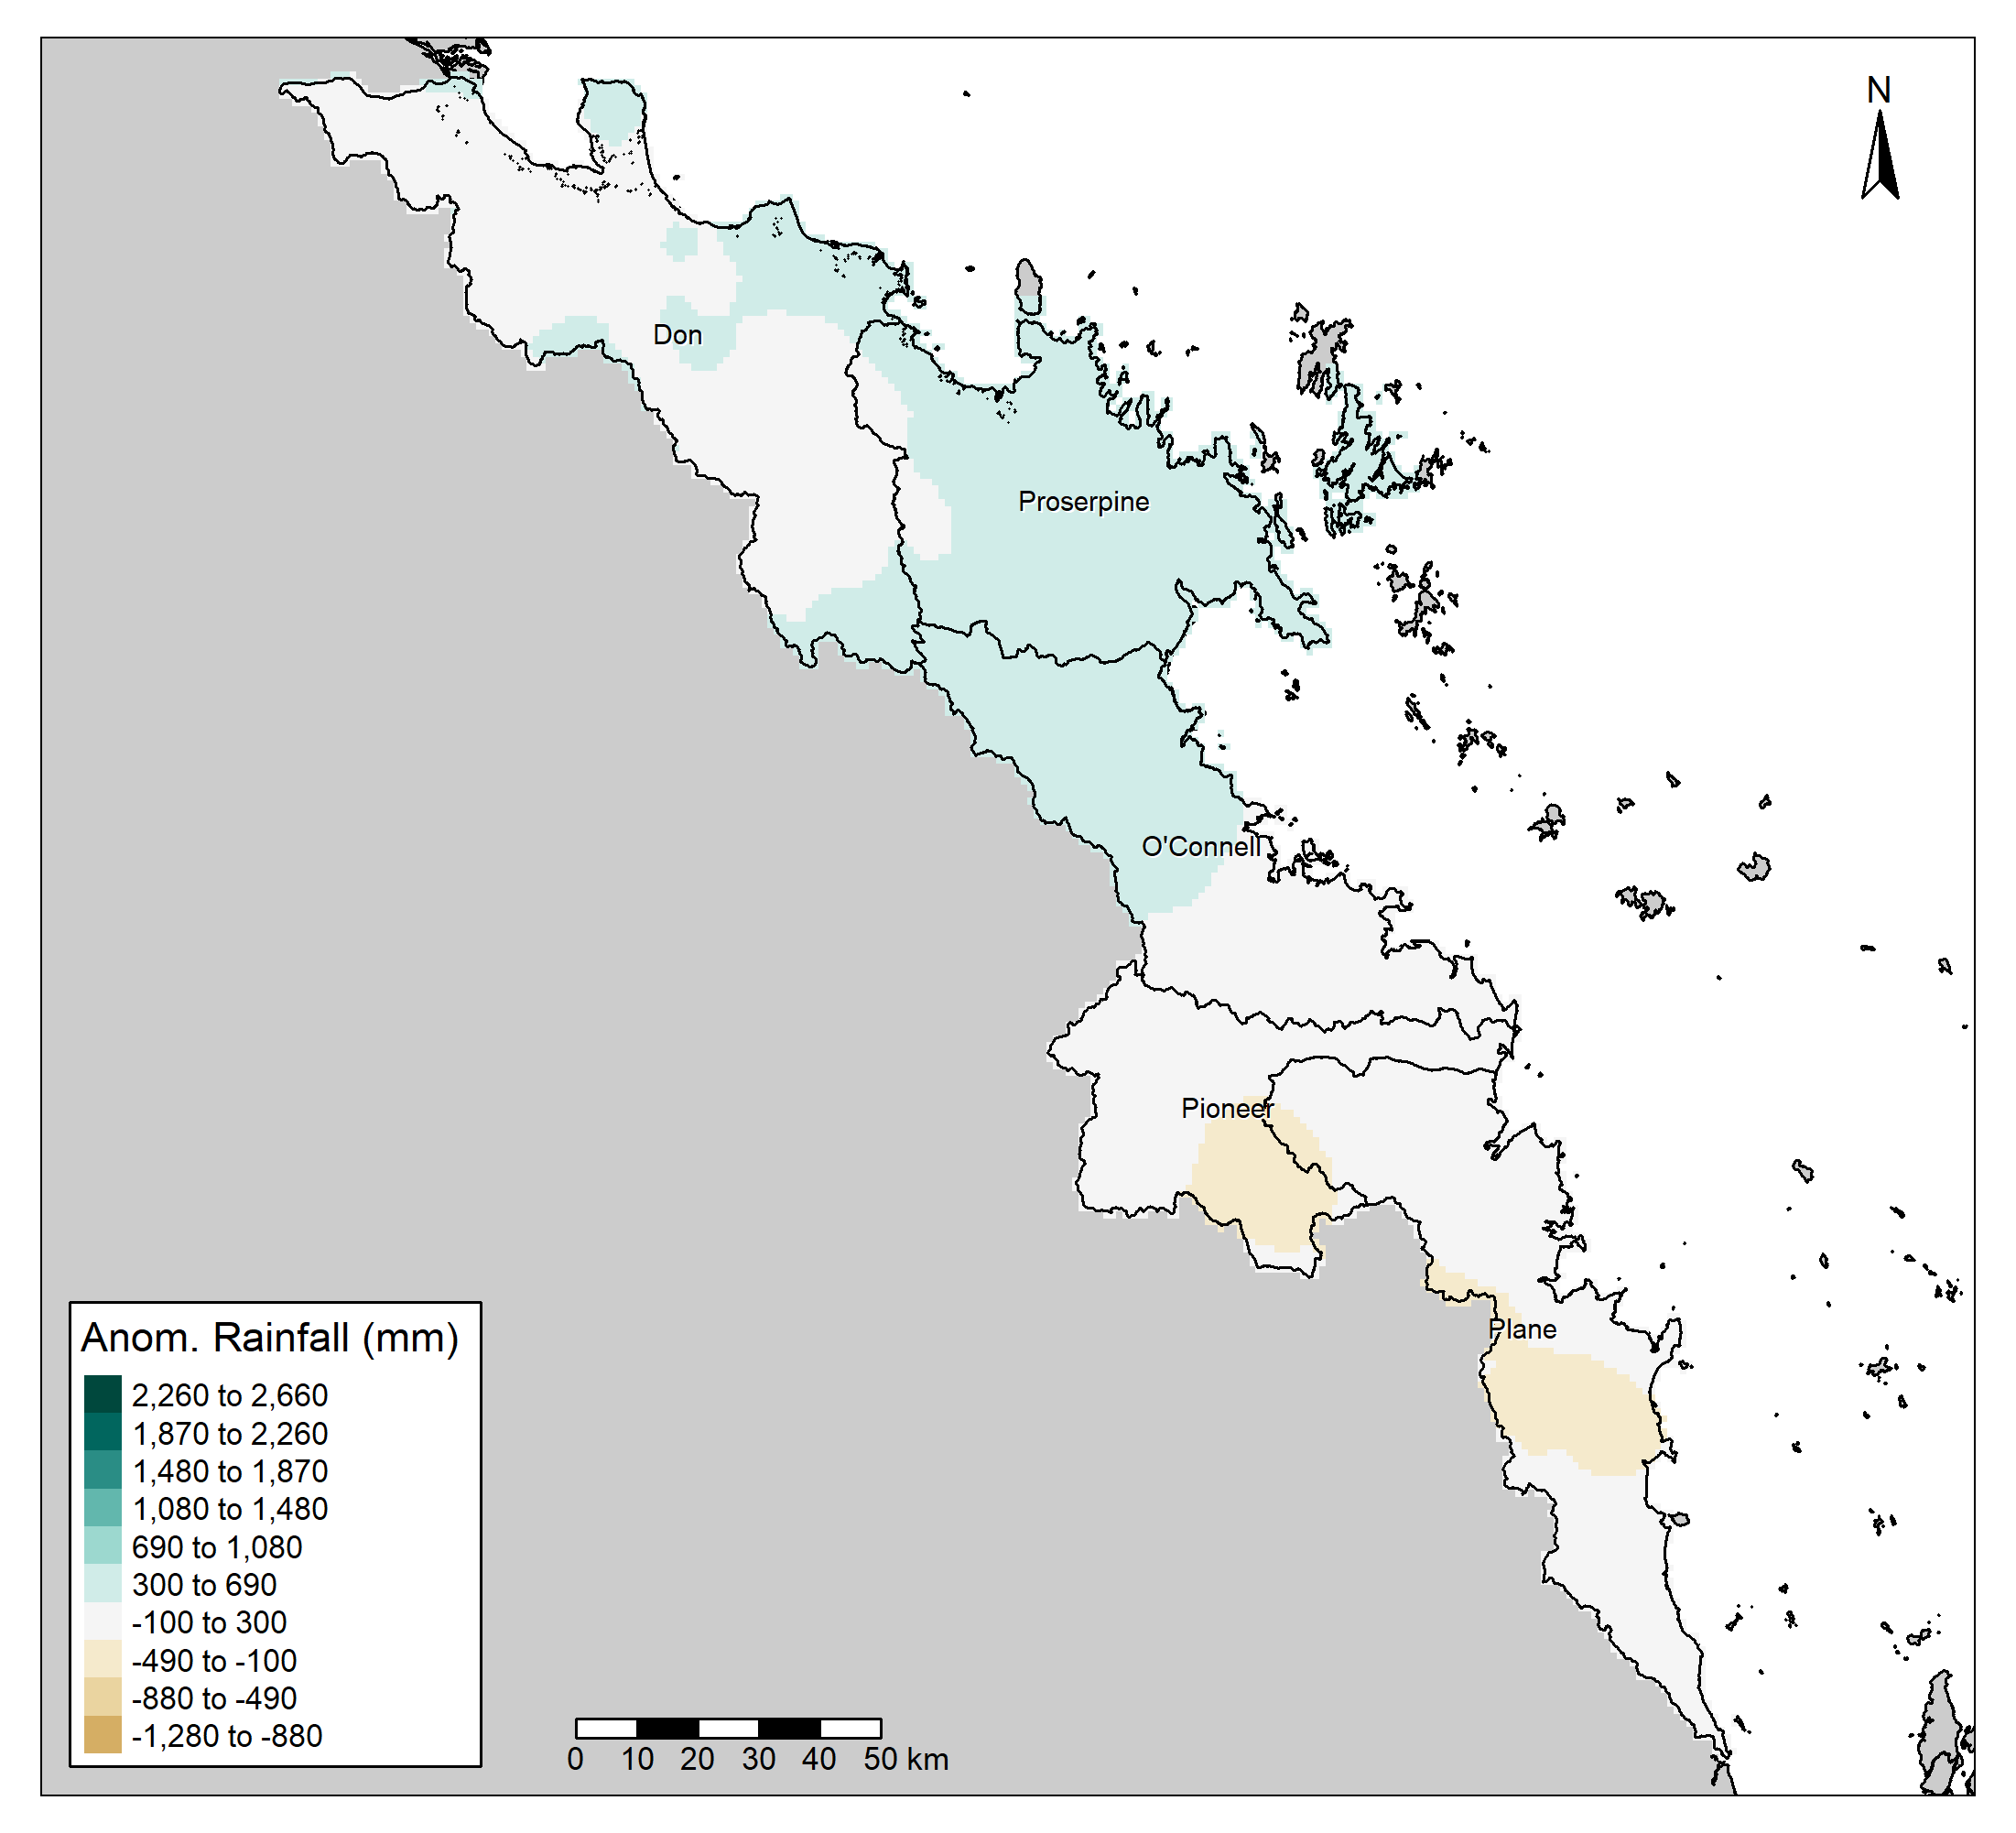 N
Don
Proserpine
O'Connell
Pioneer
Plane
Anom. Rainfall (mm)
2,260 to 2,660
1,870 to 2,260
1,480 to 1,870
1,080 to 1,480
690 to 1,080
300 to 690
-100 to 300
-490 to -100
-880 to -490
-1,280 to -880
0 10 20 30 40 50 km